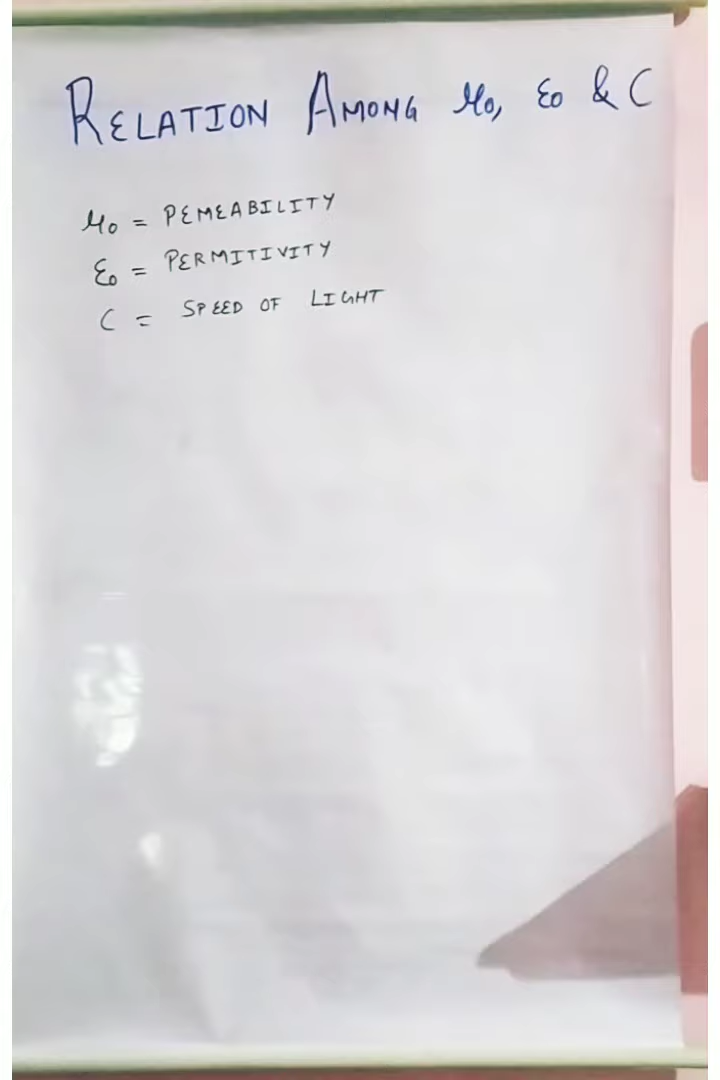 RELATION AMONG μ0, ε0 & C
μ0 = PEMEABILITY
ε0 = PERMITIVITY
C = SPEED OF LIGHT